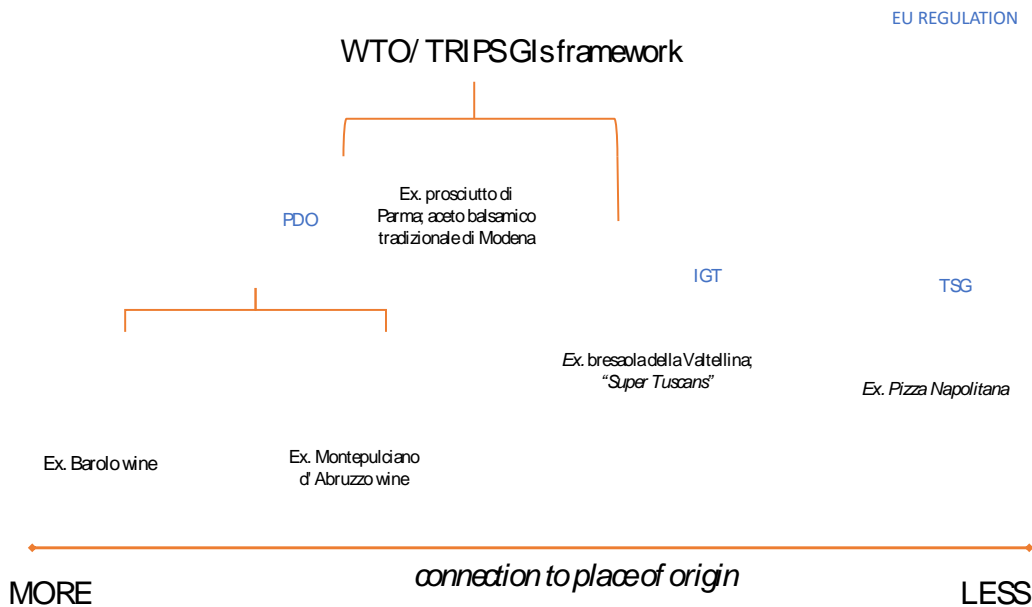 EU REGULATION
WTO/ TRIPS GIs framework
Ex. prosciutto di
Parma; aceto balsamico
tradizionale di Modena
PDO
IGT
TSG
Ex. bresaola della Valtellina;
“Super Tuscans”
Ex. Pizza Napolitana
Ex. Barolo wine
Ex. Montepulciano
d' Abruzzo wine
connection to place of origin
MORE
LESS